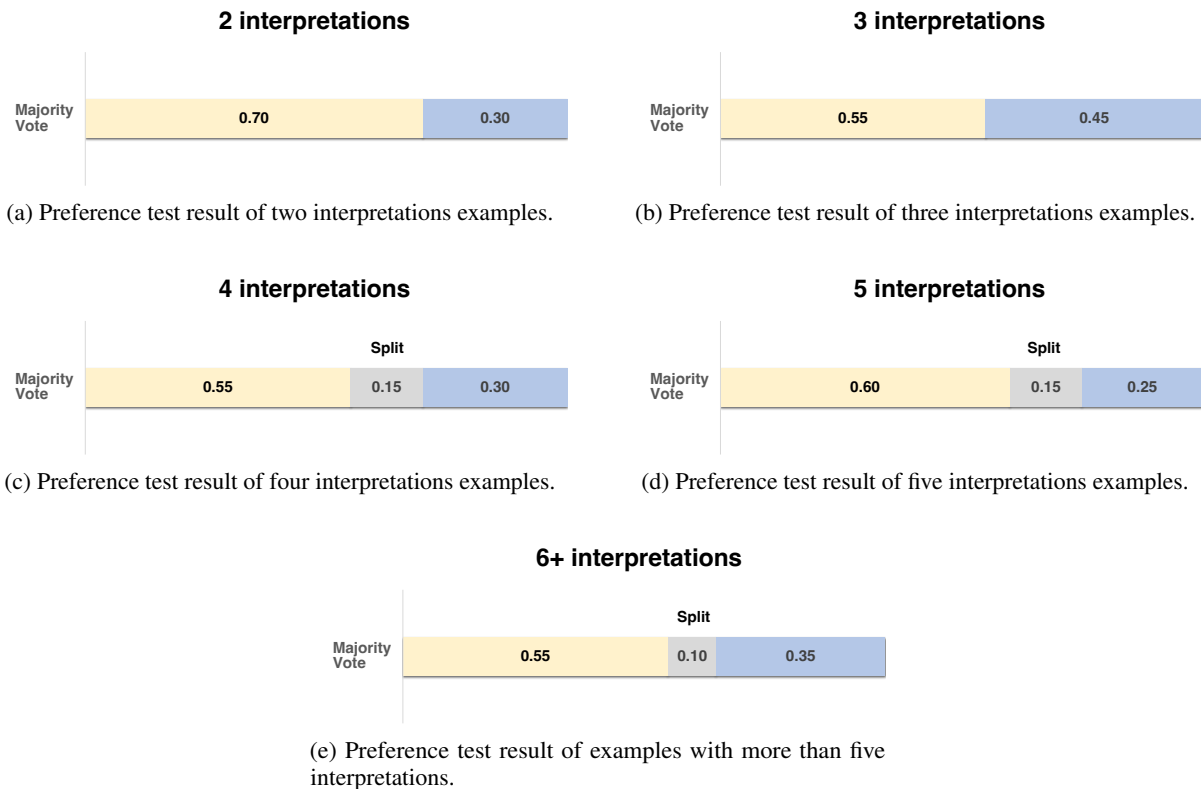 2 interpretations
Majority
Vote
0.70
0.30
(a) Preference test result of two interpretations examples.
3 interpretations
0.55
0.45
(b) Preference test result of three interpretations examples.
4 interpretations
Split
Majority
Vote
0.55
0.15
0.30
(c) Preference test result of four interpretations examples.
5 interpretations
Split
Majority
Vote
0.60
0.15
0.25
(d) Preference test result of five interpretations examples.
6+ interpretations
Split
Majority
Vote
0.55
0.10
0.35
(e) Preference test result of examples with more than five
interpretations.